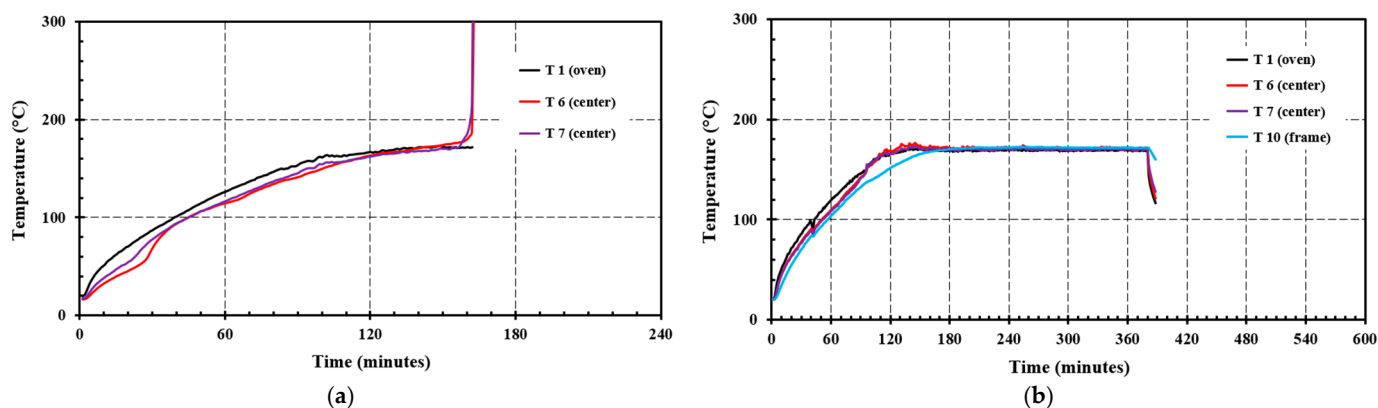 300
200
100
0
Temperature (°C)
T 1 (oven)
T 6 (center)
T 7 (center)
0 60 120 180 240
Time (minutes)
(a)
300
200
100
0
Temperature (°C)
T 1 (oven)
T 6 (center)
T 7 (center)
T 10 (frame)
0 60 120 180 240 300 360 420 480 540 600
Time (minutes)
(b)